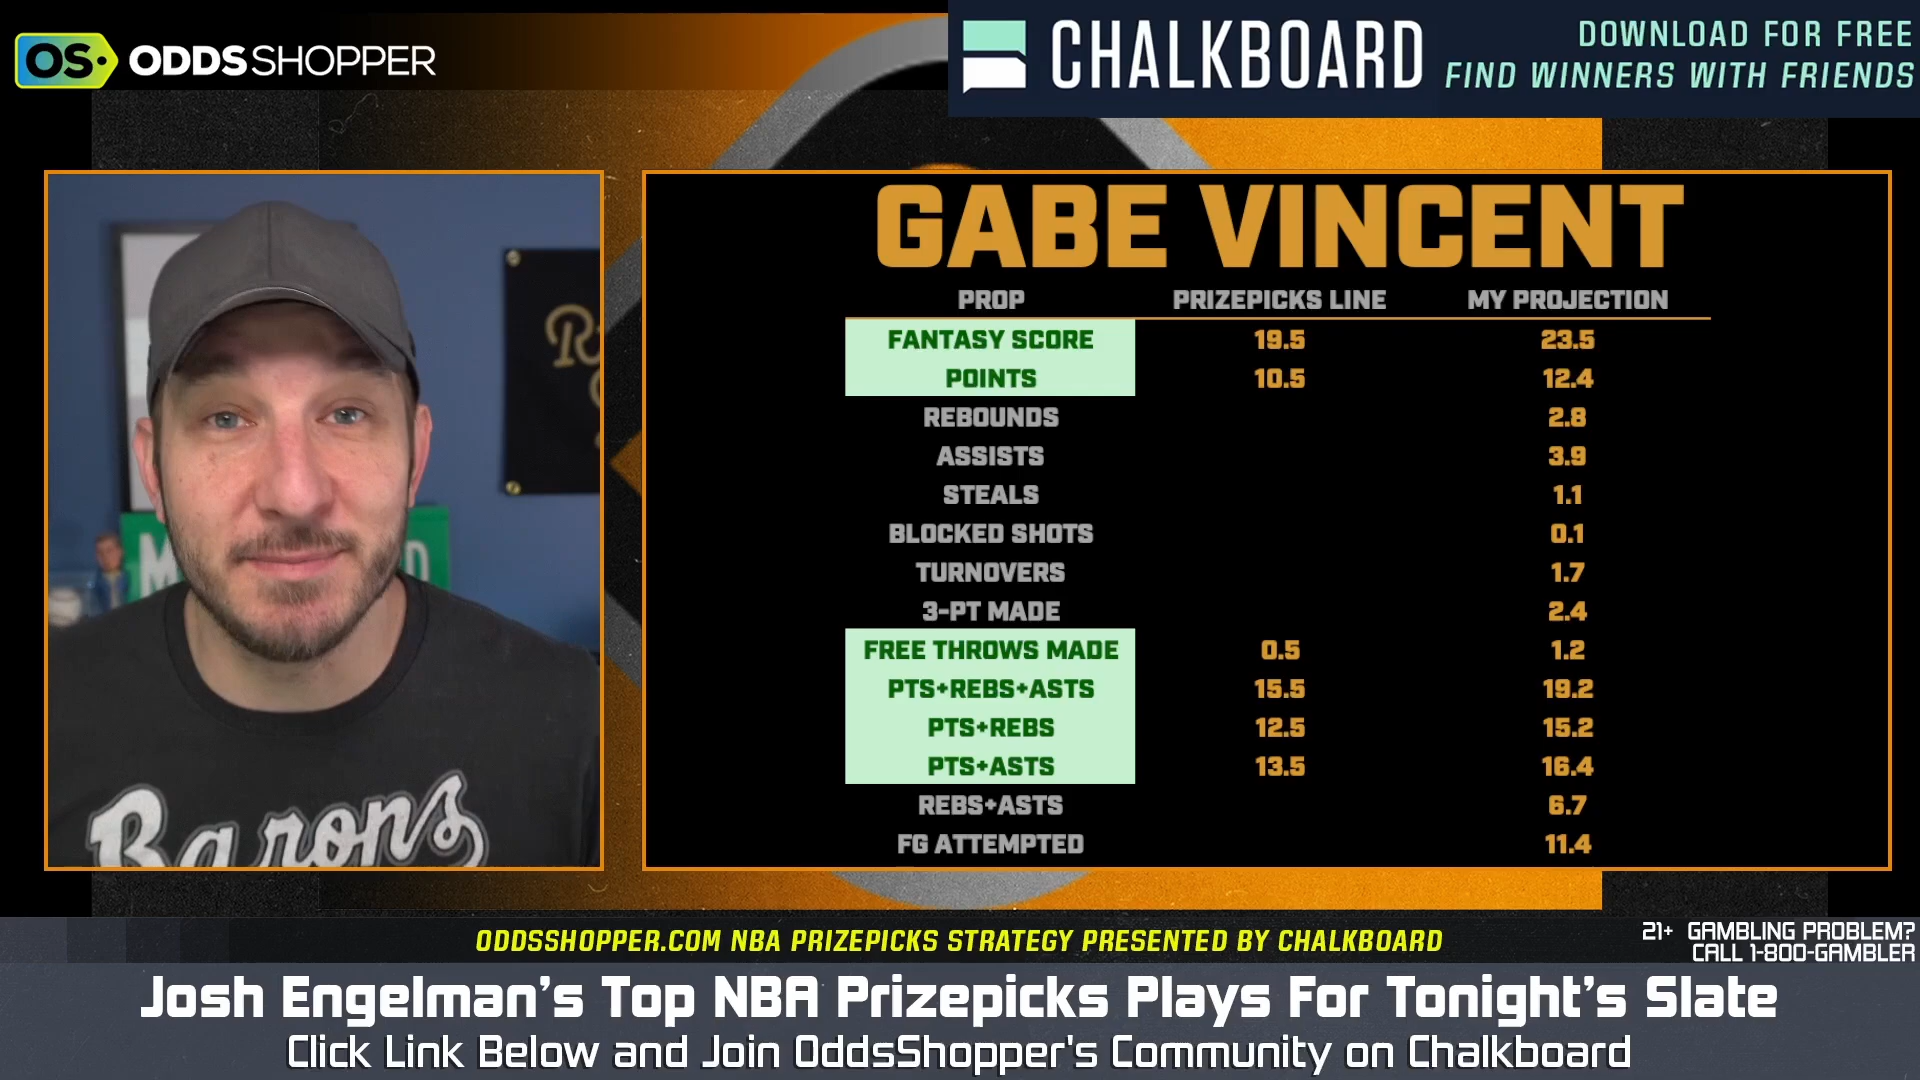 OS. ODDSSHOPPER
CHALKBOARD
DOWNLOAD FOR FREE
FIND WINNERS WITH FRIENDS
Barons
GABE VINCENT
PROP PRIZEPICKS LINE MY PROJECTION
FANTASY SCORE 19.5 23.5
POINTS 10.5 12.4
REBOUNDS 2.8
ASSISTS 3.9
STEALS 1.1
BLOCKED SHOTS 0.1
TURNOVERS 1.7
3-PT MADE 2.4
FREE THROWS MADE 0.5 1.2
PTS+REBS+ASTS 15.5 19.2
PTS+REBS 12.5 15.2
PTS+ASTS 13.5 16.4
REBS+ASTS 6.7
FG ATTEMPTED 11.4
ODDSSHOPPER.COM NBA PRIZEPICKS STRATEGY PRESENTED BY CHALKBOARD
21+ GAMBLING PROBLEM?
CALL 1-800-GAMBLER
Josh Engelman's Top NBA Prizepicks Plays For Tonight's Slate
Click Link Below and Join OddsShopper's Community on Chalkboard